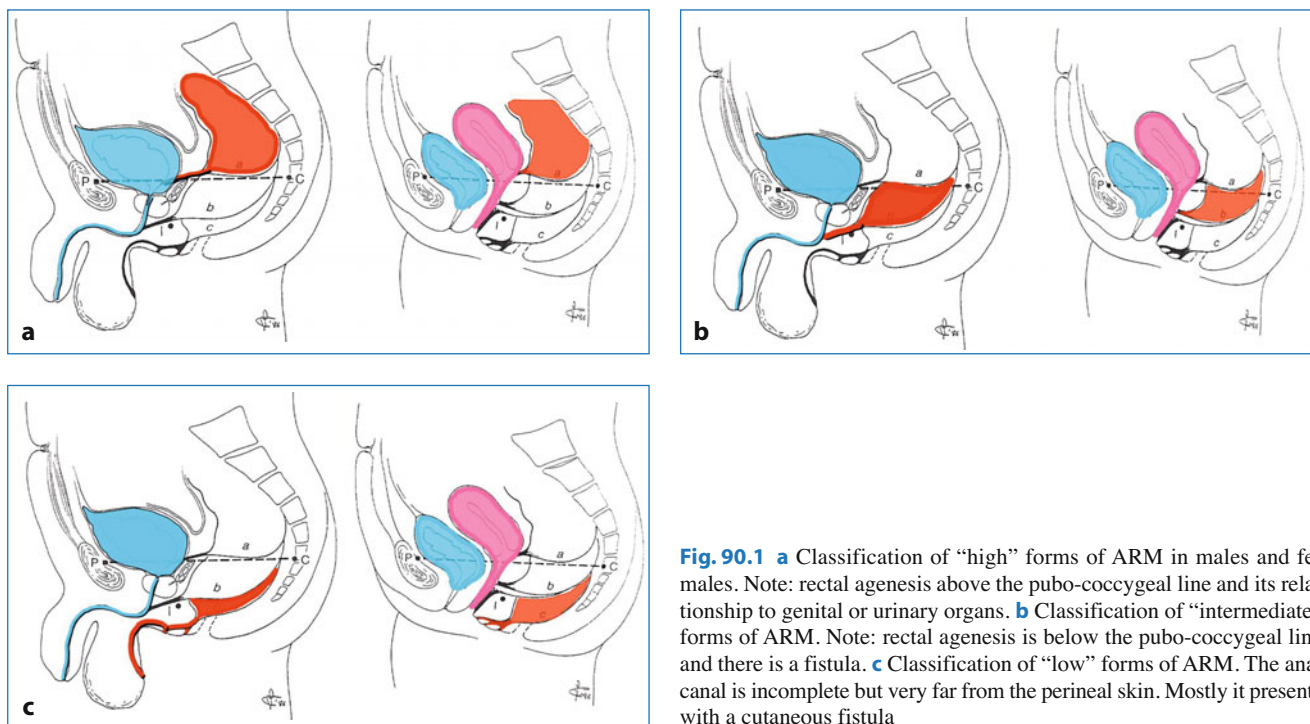 P
a
C
b
I
c
a
P
a
C
b
I
c
a
P
a
C
I
c
b
P
a
C
b
I
c
P
a
C
b
I
c
P
a
C
b
I
c
Fig. 90.1 a Classification of “high” forms of ARM in males and fe-
males. Note: rectal agenesis above the pubo-coccygeal line and its rela-
tionship to genital or urinary organs. b Classification of “intermediate
forms of ARM. Note: rectal agenesis is below the pubo-coccygeal lin
and there is a fistula. c Classification of “low” forms of ARM. The ana
canal is incomplete but very far from the perineal skin. Mostly it present
with a cutaneous fistula